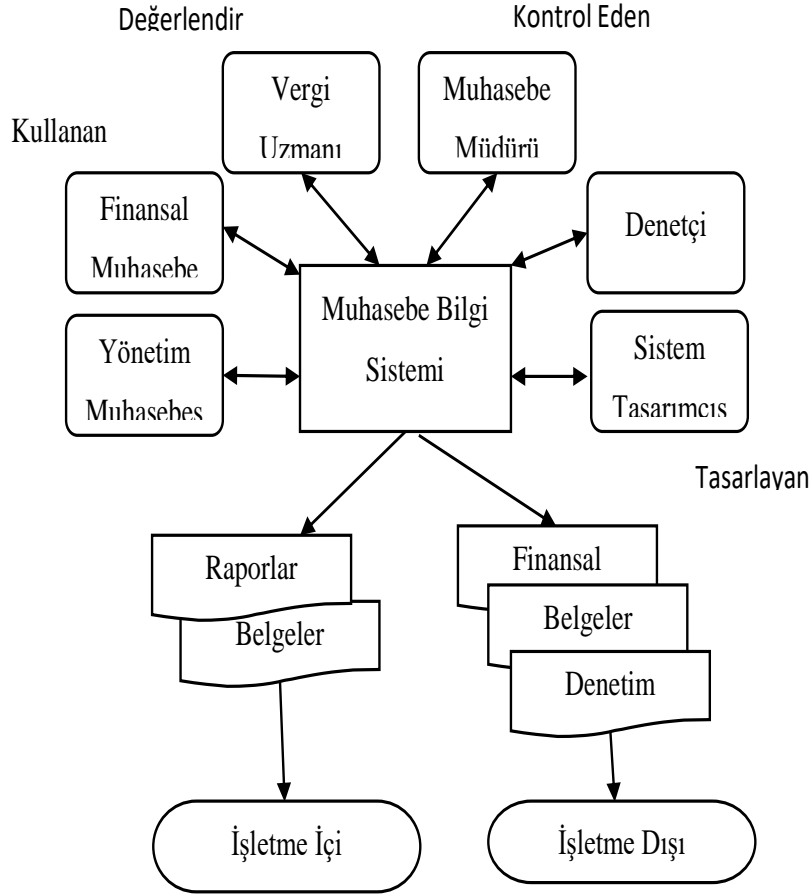 Değerlendir
Kontrol Eden
Vergi
Uzmanı
Muhasebe
Müdürü
Kullanan
Finansal
Muhasebe
Denetçi
Muhasebe Bilgi
Sistemi
Yönetim
Muhasebes
Sistem
Tasarımcıs
Tasarlayan
Raporlar
Belgeler
Finansal
Belgeler
Denetim
İşletme İçi
İşletme Dışı